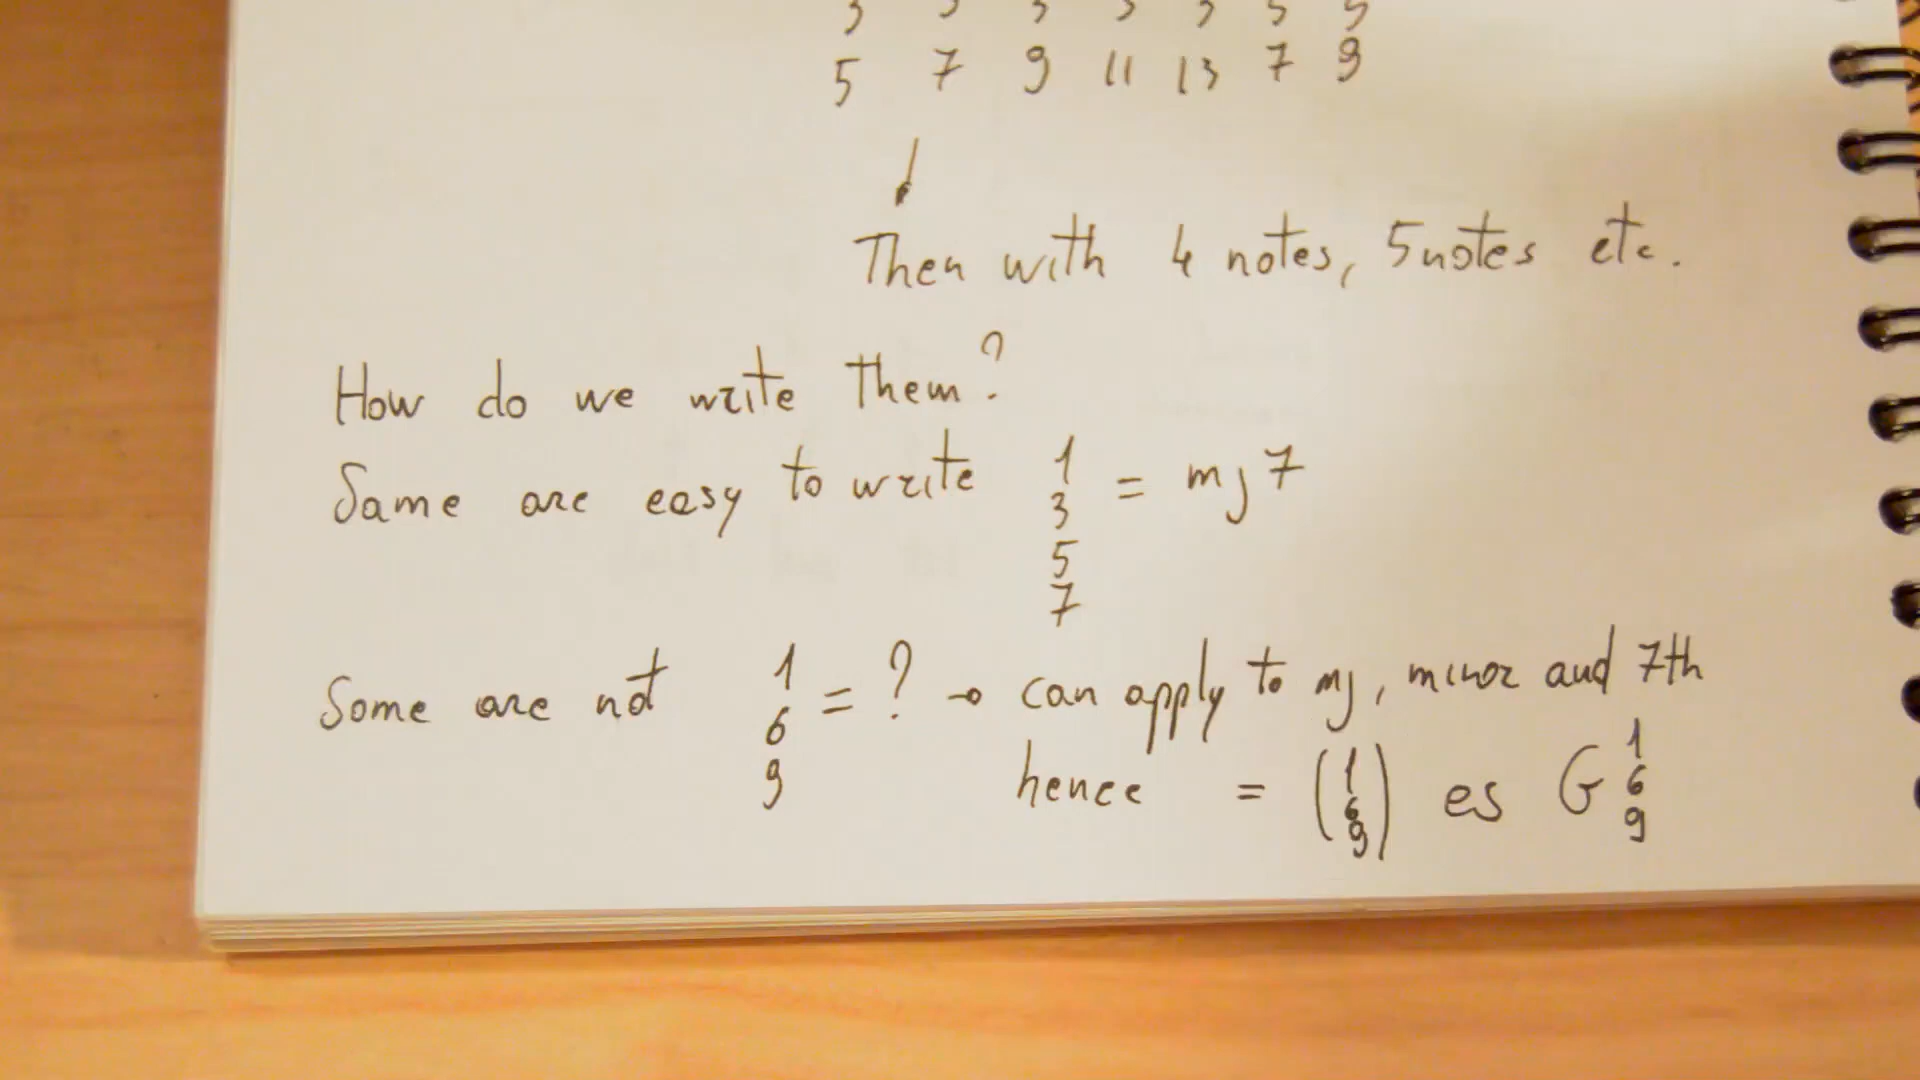 5 7 9 11 13 7 9
Then with 4 notes, 5 notes etc.
How do we write them?
Same are easy to write 1 = mj 7
3
5
7
Some are not 1 = ? → can apply to mj, minor and 7th
6
9
hence = (1 6 9) es G 1 6 9